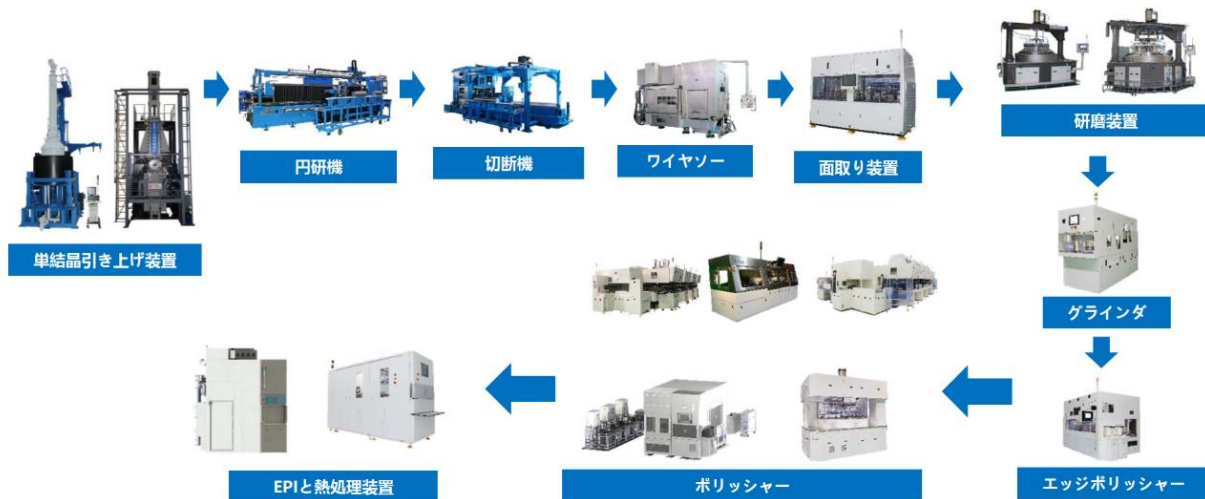 単結晶引き上げ装置
円研機
切断機
ワイヤソー
面取り装置
研磨装置
グラインダ
エッジポリッシャー
ポリッシャー
EPIと熱処理装置